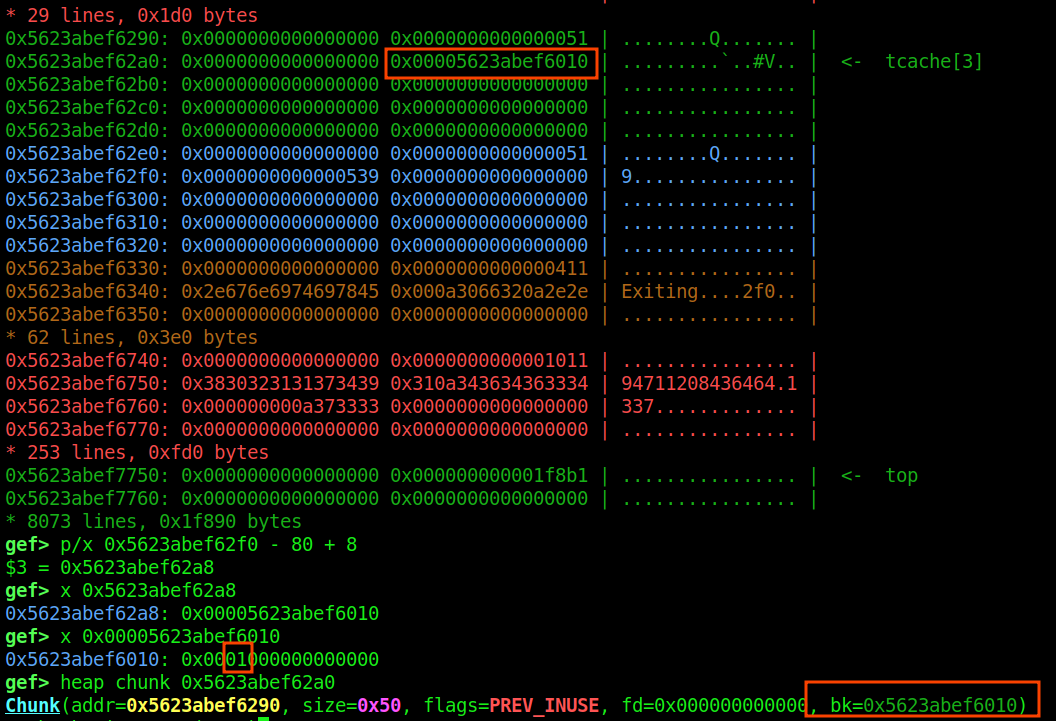 * 29 lines, 0x1d0 bytes
0x5623abef6290: 0x0000000000000000 0x0000000000000051 | ........Q....... |
0x5623abef62a0: 0x0000000000000000 0x00005623abef6010 | .........`..#V.. | <- tcache[3]
0x5623abef62b0: 0x0000000000000000 0x0000000000000000 | ................ |
0x5623abef62c0: 0x0000000000000000 0x0000000000000000 | ................ |
0x5623abef62d0: 0x0000000000000000 0x0000000000000000 | ................ |
0x5623abef62e0: 0x0000000000000000 0x0000000000000051 | ........Q....... |
0x5623abef62f0: 0x0000000000000539 0x0000000000000000 | 9............... |
0x5623abef6300: 0x0000000000000000 0x0000000000000000 | ................ |
0x5623abef6310: 0x0000000000000000 0x0000000000000000 | ................ |
0x5623abef6320: 0x0000000000000000 0x0000000000000000 | ................ |
0x5623abef6330: 0x0000000000000000 0x0000000000000411 | ................ |
0x5623abef6340: 0x2e676e6974697845 0x000a3066320a2e2e | Exiting....2f0.. |
0x5623abef6350: 0x0000000000000000 0x0000000000000000 | ................ |
* 62 lines, 0x3e0 bytes
0x5623abef6740: 0x0000000000000000 0x0000000000001011 | ................ |
0x5623abef6750: 0x3830323131373439 0x310a343634363334 | 94711208436464.1 |
0x5623abef6760: 0x000000000a373333 0x0000000000000000 | 337............. |
0x5623abef6770: 0x0000000000000000 0x0000000000000000 | ................ |
* 253 lines, 0xfd0 bytes
0x5623abef7750: 0x0000000000000000 0x000000000001f8b1 | ................ | <- top
0x5623abef7760: 0x0000000000000000 0x0000000000000000 | ................ |
* 8073 lines, 0x1f890 bytes
gef> p/x 0x5623abef62f0 - 80 + 8
$3 = 0x5623abef62a8
gef> x 0x5623abef62a8
0x5623abef62a8: 0x00005623abef6010
gef> x 0x00005623abef6010
0x5623abef6010: 0x0001000000000000
gef> heap chunk 0x5623abef62a0
Chunk(addr=0x5623abef6290, size=0x50, flags=PREV_INUSE, fd=0x000000000000, bk=0x5623abef6010)